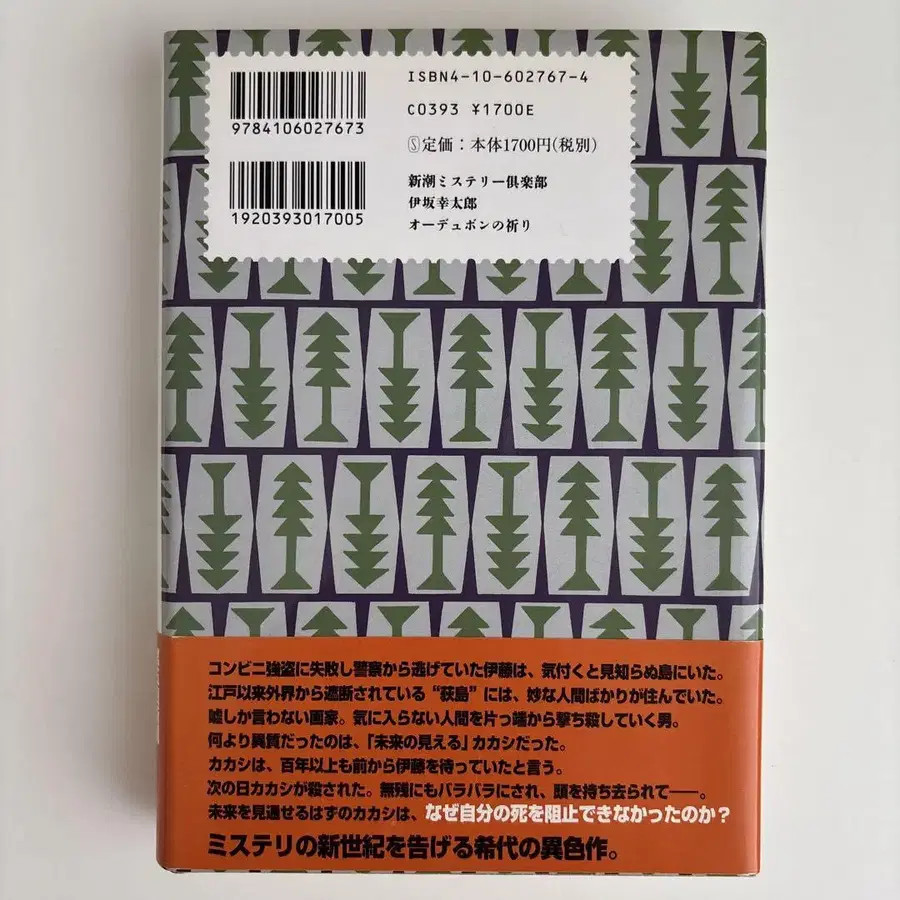 ISBN4-10-602767-4
C0393 ¥1700E
9784106027673
Ⓢ定価：本体1700円(税別)
1920393017005
新潮ミステリー倶楽部
伊坂幸太郎
オーデュボンの祈り
コンビニ強盗に失敗し警察から逃げていた伊藤は、気付くと見知らぬ島にいた。
江戸以来外界から遮断されている“荻島”には、妙な人間ばかりが住んでいた。
嘘しか言わない画家。気に入らない人間を片っ端から撃ち殺していく男。
何より異質だったのは、「未来の見える」カカシだった。
カカシは、百年以上も前から伊藤を待っていたと言う。
次の日カカシが殺された。無残にもバラバラにされ、頭を持ち去られて――。
未来を見通せるはずのカカシは、なぜ自分の死を阻止できなかったのか？
ミステリの新世紀を告げる希代の異色作。